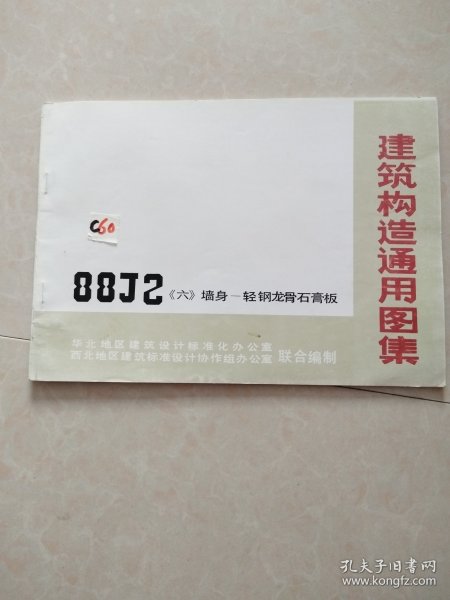 建筑构造通用图集
C60
88J2《六》墙身—轻钢龙骨石膏板
华北地区建筑设计标准化办公室
西北地区建筑标准设计协作组办公室
联合编制
孔夫子旧书网
www.kongfz.com